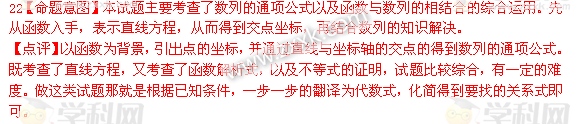 22【命题意图】本试题主要考查了数列的通项公式以及函数与数列的相结合的综合运用。先
从函数入手，表示直线方程，从而得到交点坐标，再结合数列的知识解决。
【点评】以函数为背景，引出点的坐标，并通过直线与坐标轴的交点的得到数列的通项公式。
既考查了直线方程，又考查了函数解析式，以及不等式的证明，试题比较综合，有一定的难
度。做这类试题那就是根据已知条件，一步一步的翻译为代数式，化简得到要找的关系式即
可。